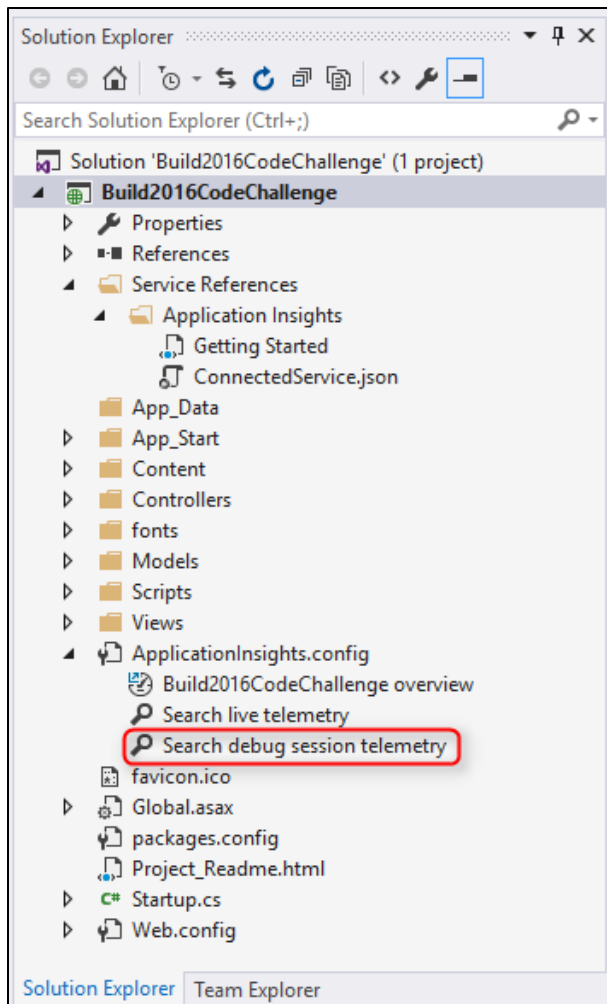 Solution Explorer
Search Solution Explorer (Ctrl+;)
Solution 'Build2016CodeChallenge' (1 project)
Build2016CodeChallenge
Properties
References
Service References
Application Insights
Getting Started
ConnectedService.json
App_Data
App_Start
Content
Controllers
fonts
Models
Scripts
Views
ApplicationInsights.config
Build2016CodeChallenge overview
Search live telemetry
Search debug session telemetry
favicon.ico
Global.asax
packages.config
Project_Readme.html
C# Startup.cs
Web.config
Solution Explorer Team Explorer